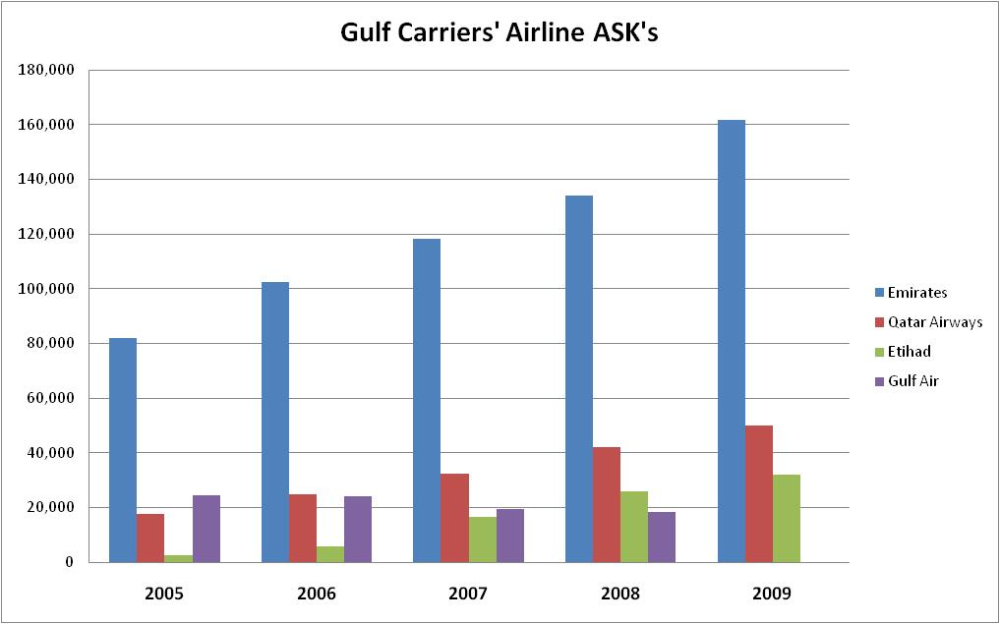 Gulf Carriers' Airline ASK's
180,000
160,000
140,000
120,000
100,000
80,000
60,000
40,000
20,000
0
2005 2006 2007 2008 2009
Emirates
Qatar Airways
Etihad
Gulf Air